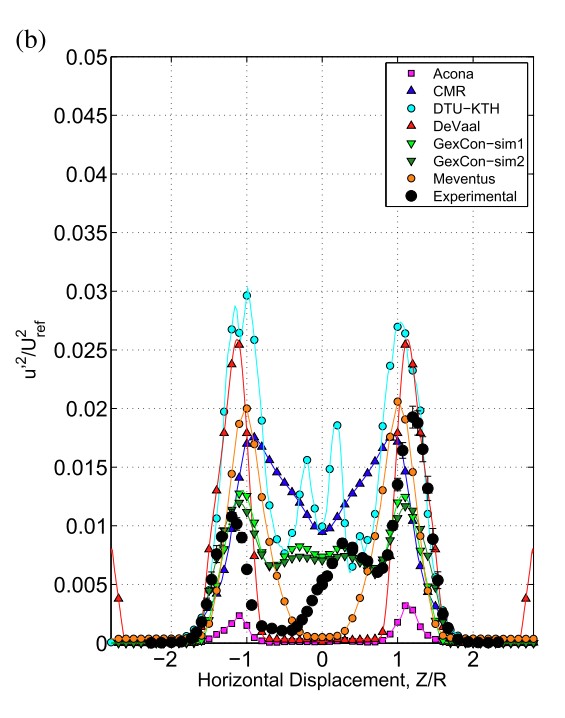 (b)
0.05
0.045
0.04
0.035
0.03
0.025
0.02
0.015
0.01
0.005
0
u'²/U²ref
−2
−1
0
1
2
Horizontal Displacement, Z/R
Acona
CMR
DTU−KTH
DeVaal
GexCon−sim1
GexCon−sim2
Meventus
Experimental